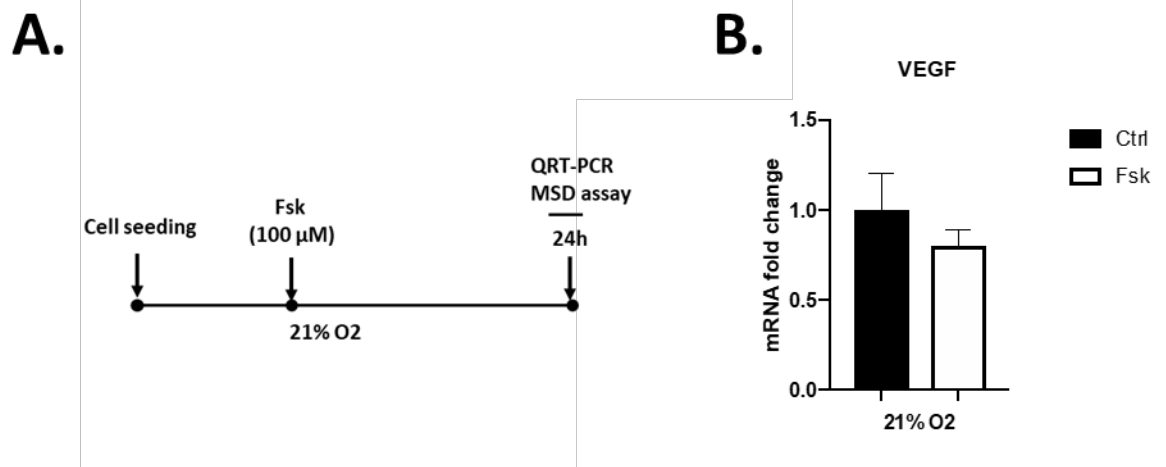 A.
Cell seeding
Fsk
(100 µM)
QRT-PCR
MSD assay
24h
21% O2
B.
VEGF
mRNA fold change
1.5
1.0
0.5
0.0
21% O2
Ctrl
Fsk